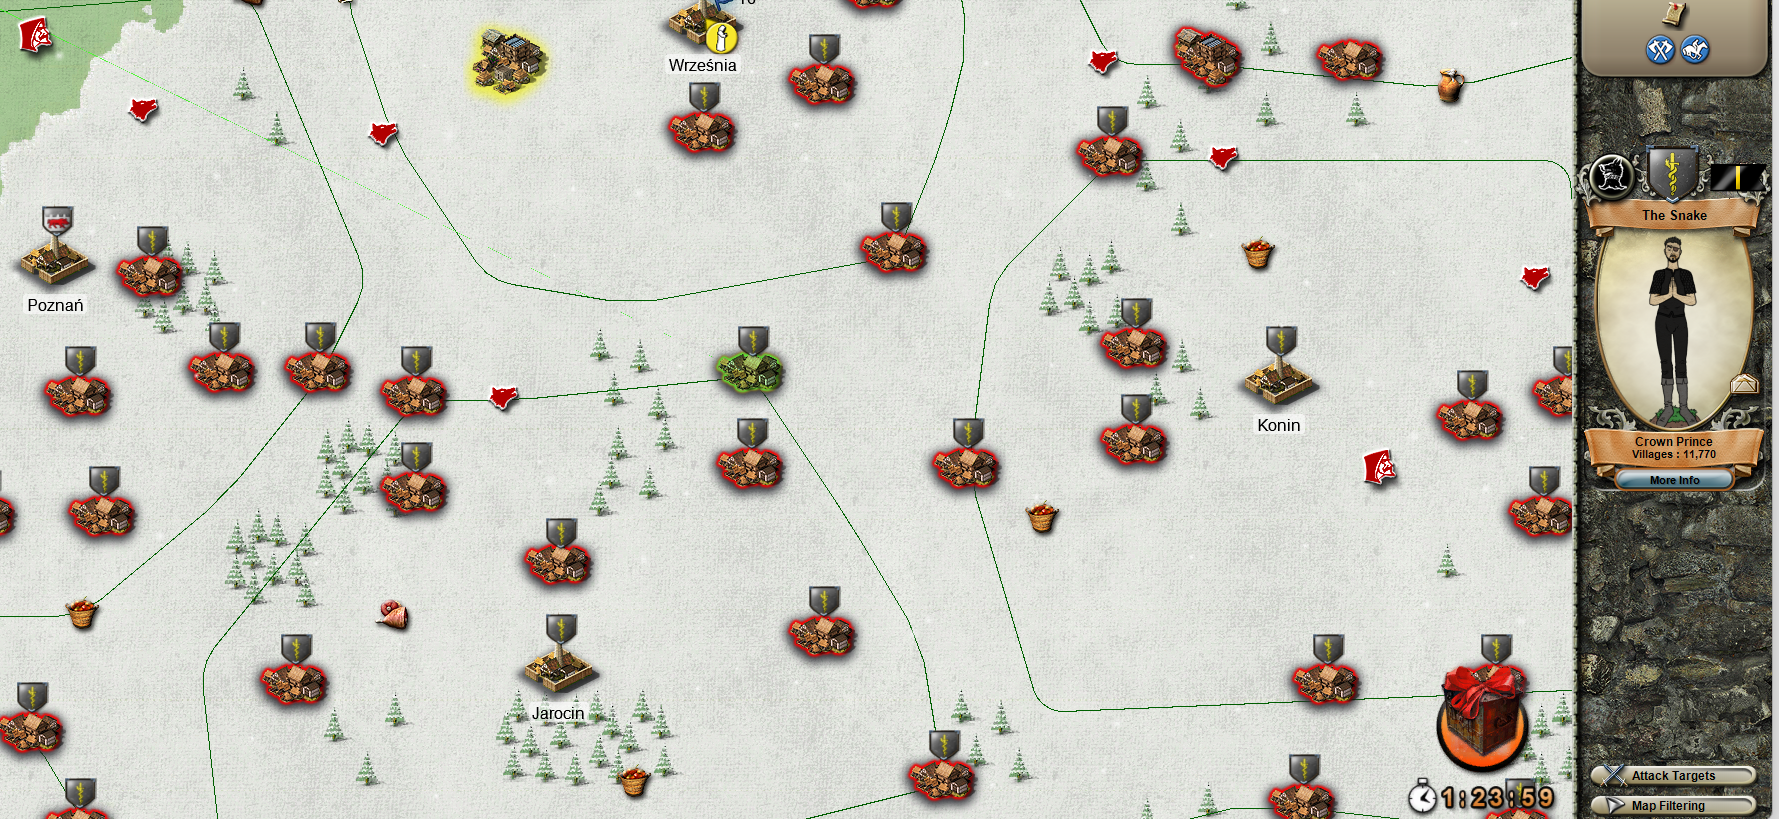 Września
Poznań
Konin
Jarocin
The Snake
Crown Prince
Villages : 11,770
More Info
Attack Targets
Map Filtering
1:23:59